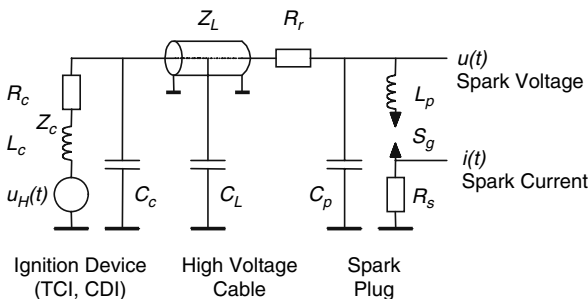 Z_L
R_r
u(t)
Spark Voltage
R_c
Z_c
L_c
L_p
S_g
i(t)
Spark Current
u_H(t)
C_c
C_L
C_p
R_s
Ignition Device
(TCI, CDI)
High Voltage
Cable
Spark
Plug